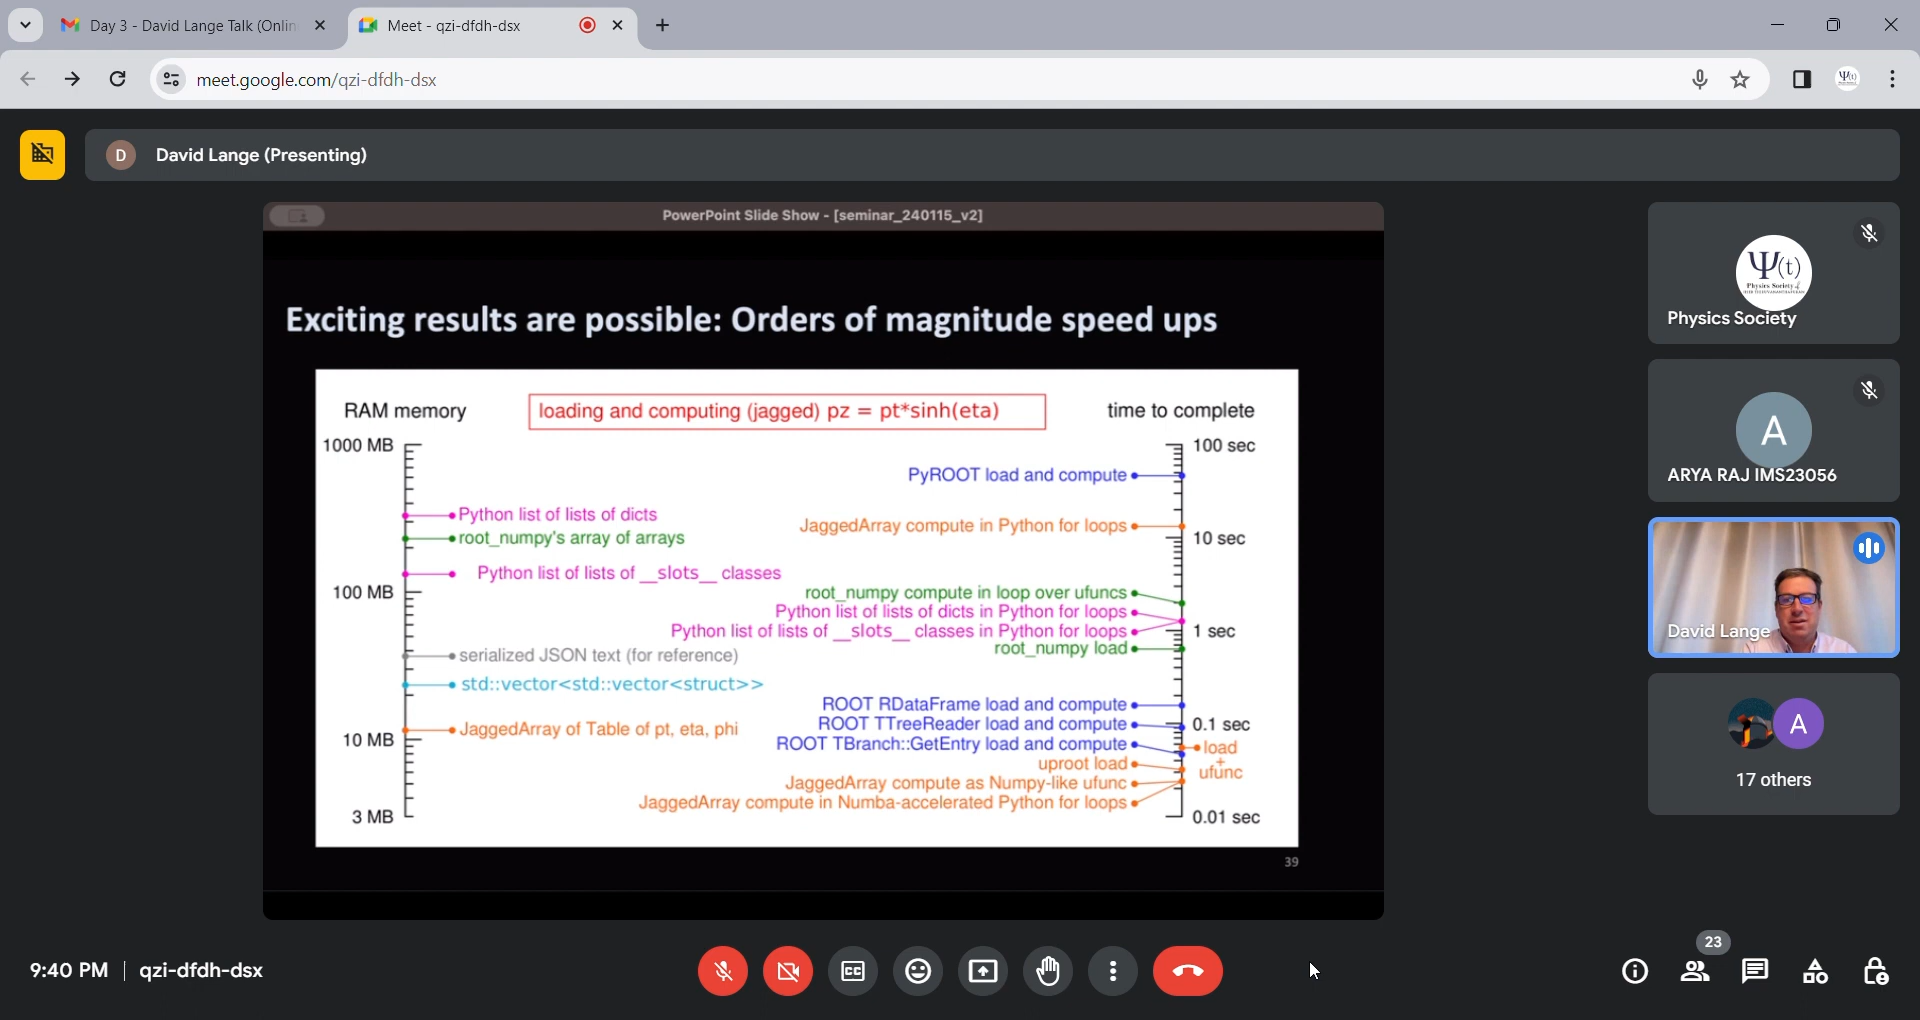 Day 3 - David Lange Talk (Onlin
Meet - qzi-dfdh-dsx
meet.google.com/qzi-dfdh-dsx
D
David Lange (Presenting)
PowerPoint Slide Show - [seminar_240115_v2]
Exciting results are possible: Orders of magnitude speed ups
RAM memory
loading and computing (jagged) pz = pt*sinh(eta)
time to complete
1000 MB
100 sec
PyROOT load and compute
Python list of lists of dicts
JaggedArray compute in Python for loops
root_numpy's array of arrays
10 sec
Python list of lists of __slots__ classes
100 MB
root_numpy compute in loop over ufuncs
Python list of lists of dicts in Python for loops
Python list of lists of __slots__ classes in Python for loops
1 sec
root_numpy load
serialized JSON text (for reference)
std::vector<std::vector<struct>>
ROOT RDataFrame load and compute
JaggedArray of Table of pt, eta, phi
ROOT TTreeReader load and compute
0.1 sec
10 MB
ROOT TBranch::GetEntry load and compute
load
+
ufunc
uproot load
JaggedArray compute as Numpy-like ufunc
JaggedArray compute in Numba-accelerated Python for loops
3 MB
0.01 sec
39
Ψ(t)
Physics Society
Physics Society
A
ARYA RAJ IMS23056
David Lange
A
17 others
9:40 PM
qzi-dfdh-dsx
23